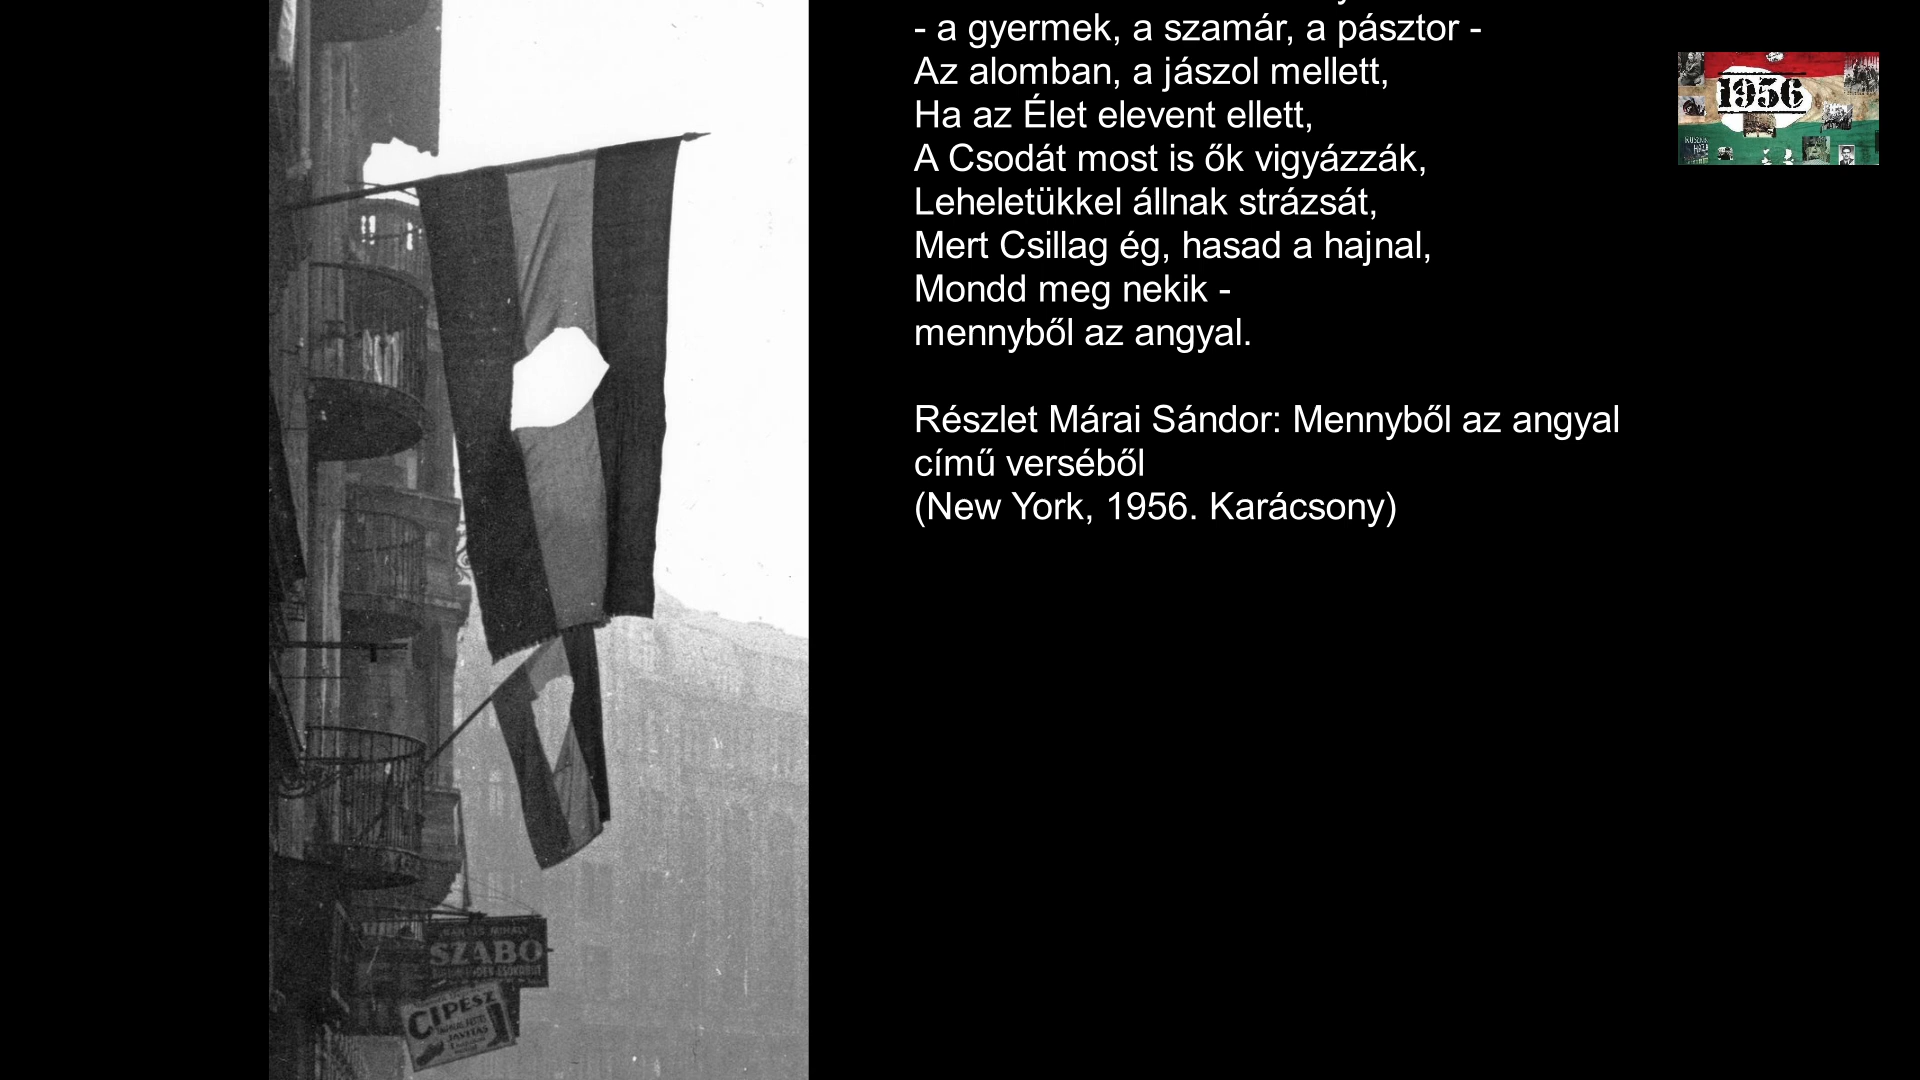 - a gyermek, a szamár, a pásztor -
Az alomban, a jászol mellett,
Ha az Élet elevent ellett,
A Csodát most is ők vigyázzák,
Leheletükkel állnak strázsát,
Mert Csillag ég, hasad a hajnal,
Mondd meg nekik -
mennyből az angyal.
Részlet Márai Sándor: Mennyből az angyal
című verséből
(New York, 1956. Karácsony)
1956
MIHÁLY
SZABÓ
CIPÉSZ
JAVÍTÁS